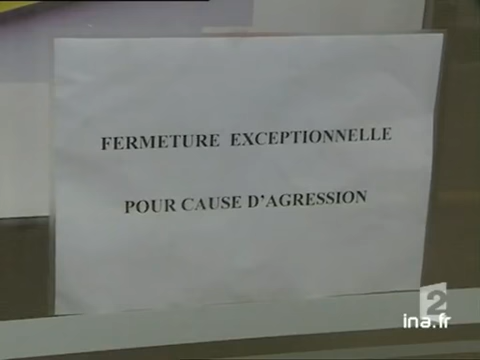 FERMETURE EXCEPTIONNELLE
POUR CAUSE D'AGRESSION
2
ina.fr